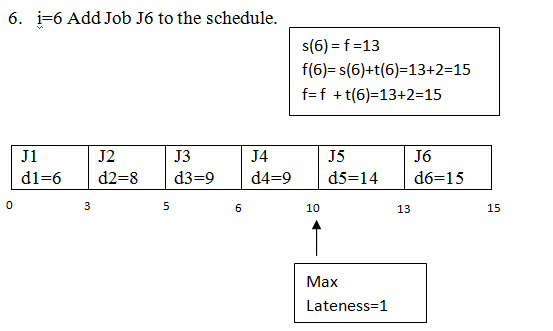 6. i=6 Add Job J6 to the schedule.
s(6) = f =13
f(6)= s(6)+t(6)=13+2=15
f= f + t(6)=13+2=15
J1 J2 J3 J4 J5 J6
d1=6 d2=8 d3=9 d4=9 d5=14 d6=15
0 3 5 6 10 13 15
Max
Lateness=1